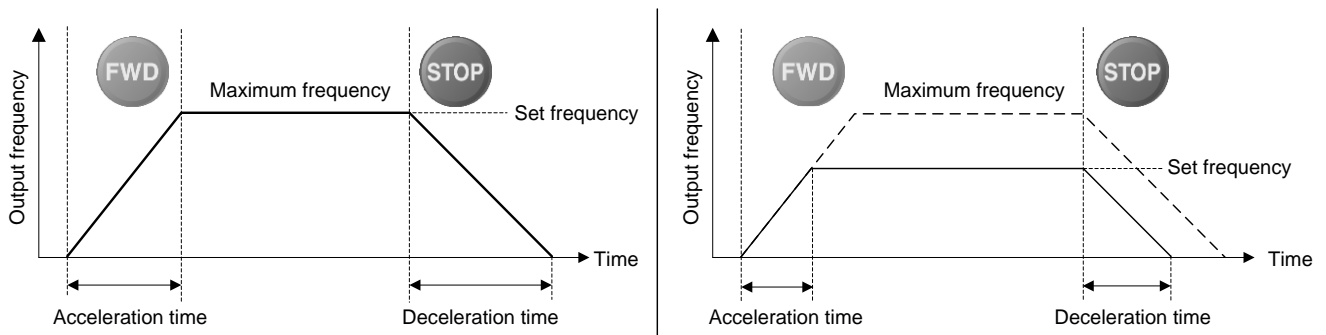 Output frequency
FWD
Maximum frequency
STOP
Set frequency
Time
Acceleration time
Deceleration time
Output frequency
FWD
Maximum frequency
STOP
Set frequency
Time
Acceleration time
Deceleration time